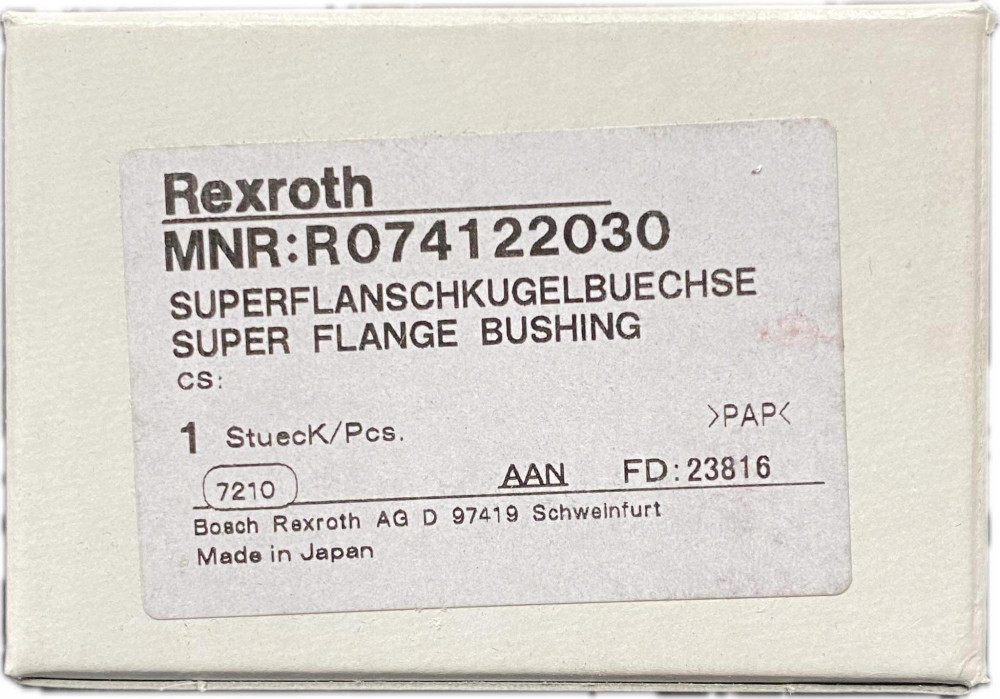 Rexroth
MNR:R074122030
SUPERFLANSCHKUGELBUECHSE
SUPER FLANGE BUSHING
CS:
>PAP<
1 StuecK/Pcs.
7210 AAN FD:23816
Bosch Rexroth AG D 97419 Schweinfurt
Made in Japan